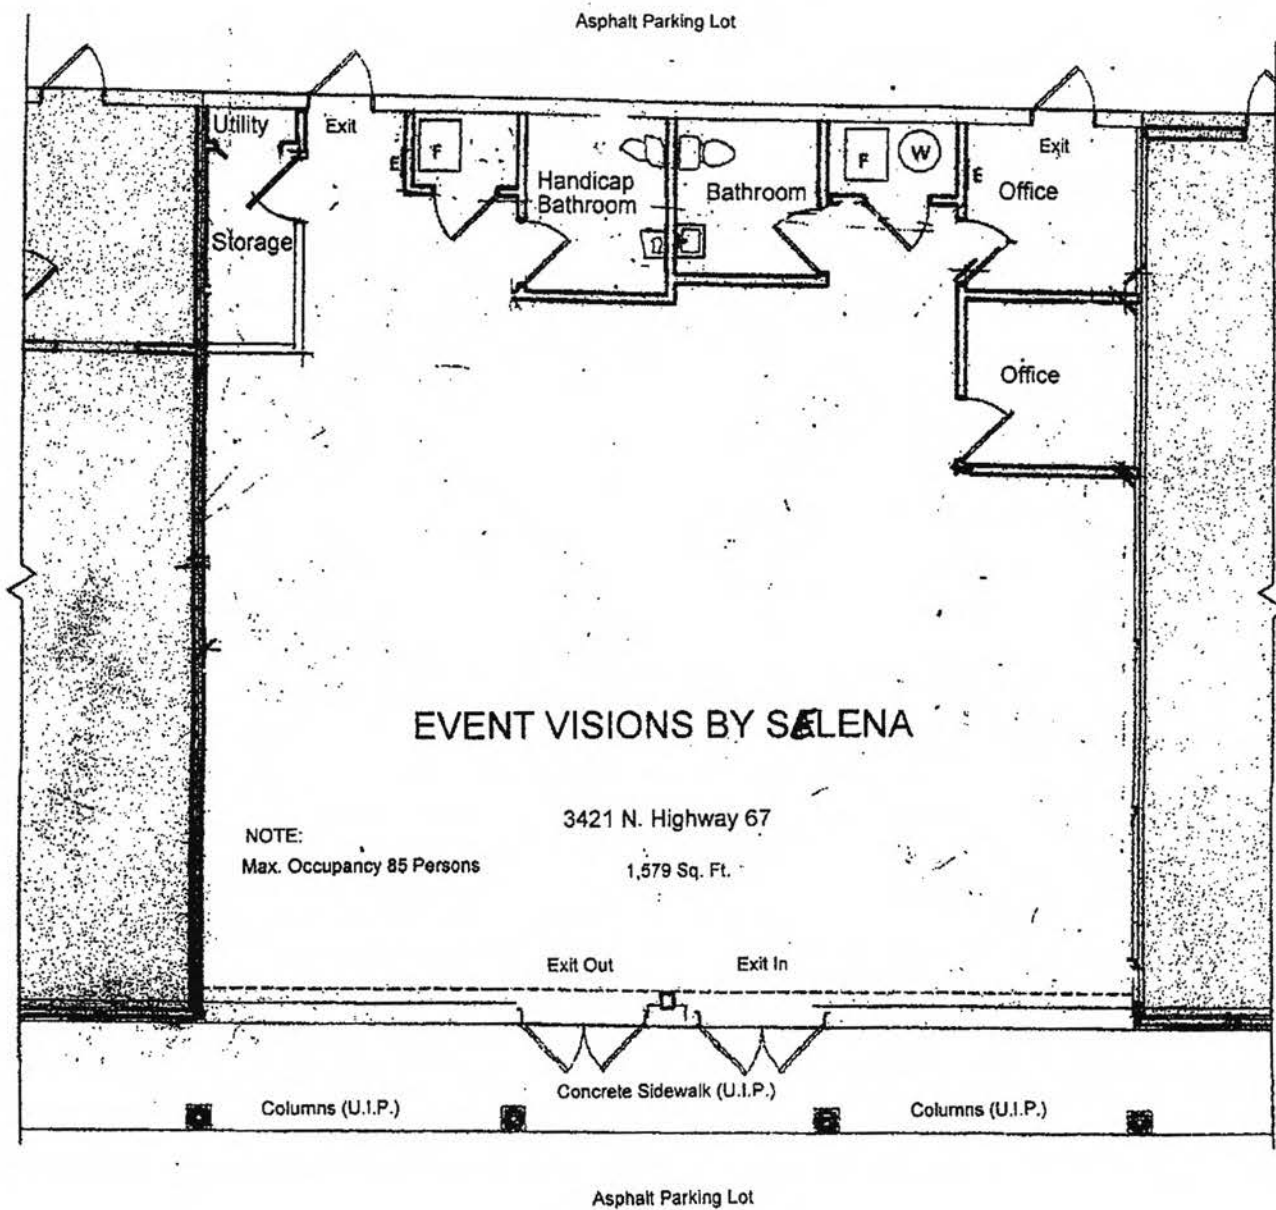 Asphalt Parking Lot
Utility
Exit
E
F
Handicap
Bathroom
Bathroom
F
W
E
Exit
Office
Storage
Office
EVENT VISIONS BY SELENA
3421 N. Highway 67
NOTE:
Max. Occupancy 85 Persons
1,579 Sq. Ft.
Exit Out
Exit In
Concrete Sidewalk (U.I.P.)
Columns (U.I.P.)
Columns (U.I.P.)
Asphalt Parking Lot